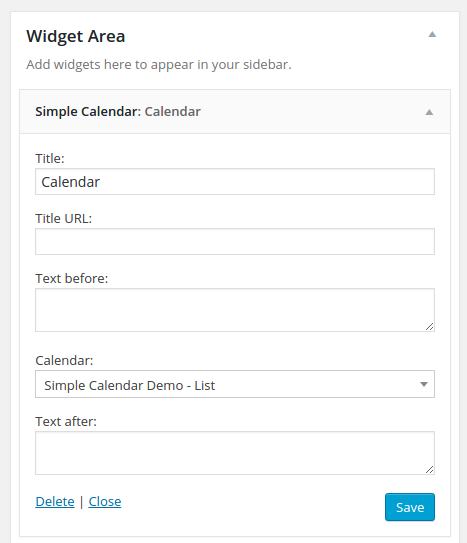 Widget Area
Add widgets here to appear in your sidebar.
Simple Calendar: Calendar
Title:
Calendar
Title URL:
Text before:
Calendar:
Simple Calendar Demo - List
Text after:
Delete | Close
Save